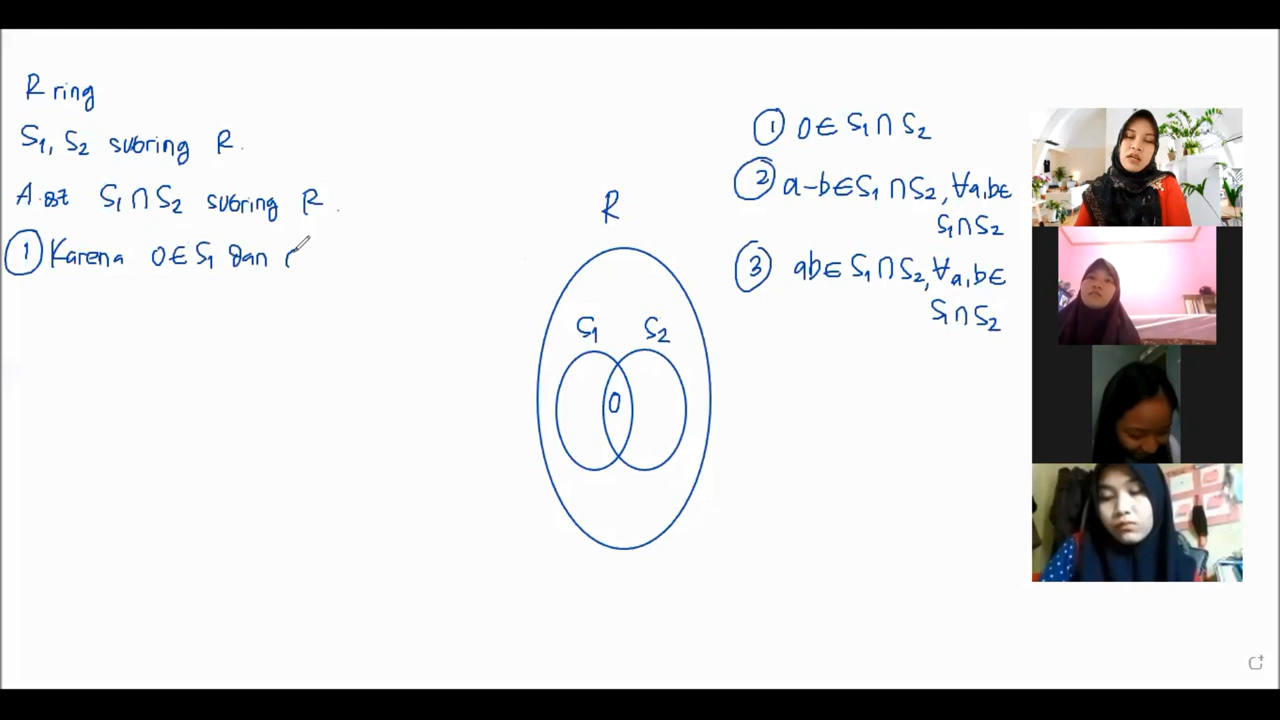 R ring
S1, S2 subring R.
A. ∂t S1 ∩ S2 subring R.
① Karena 0 ∈ S1 dan
R
S1 S2
0
① 0 ∈ S1 ∩ S2
② a-b ∈ S1 ∩ S2, ∀a,b ∈
S1 ∩ S2
③ ab ∈ S1 ∩ S2, ∀a,b ∈
S1 ∩ S2